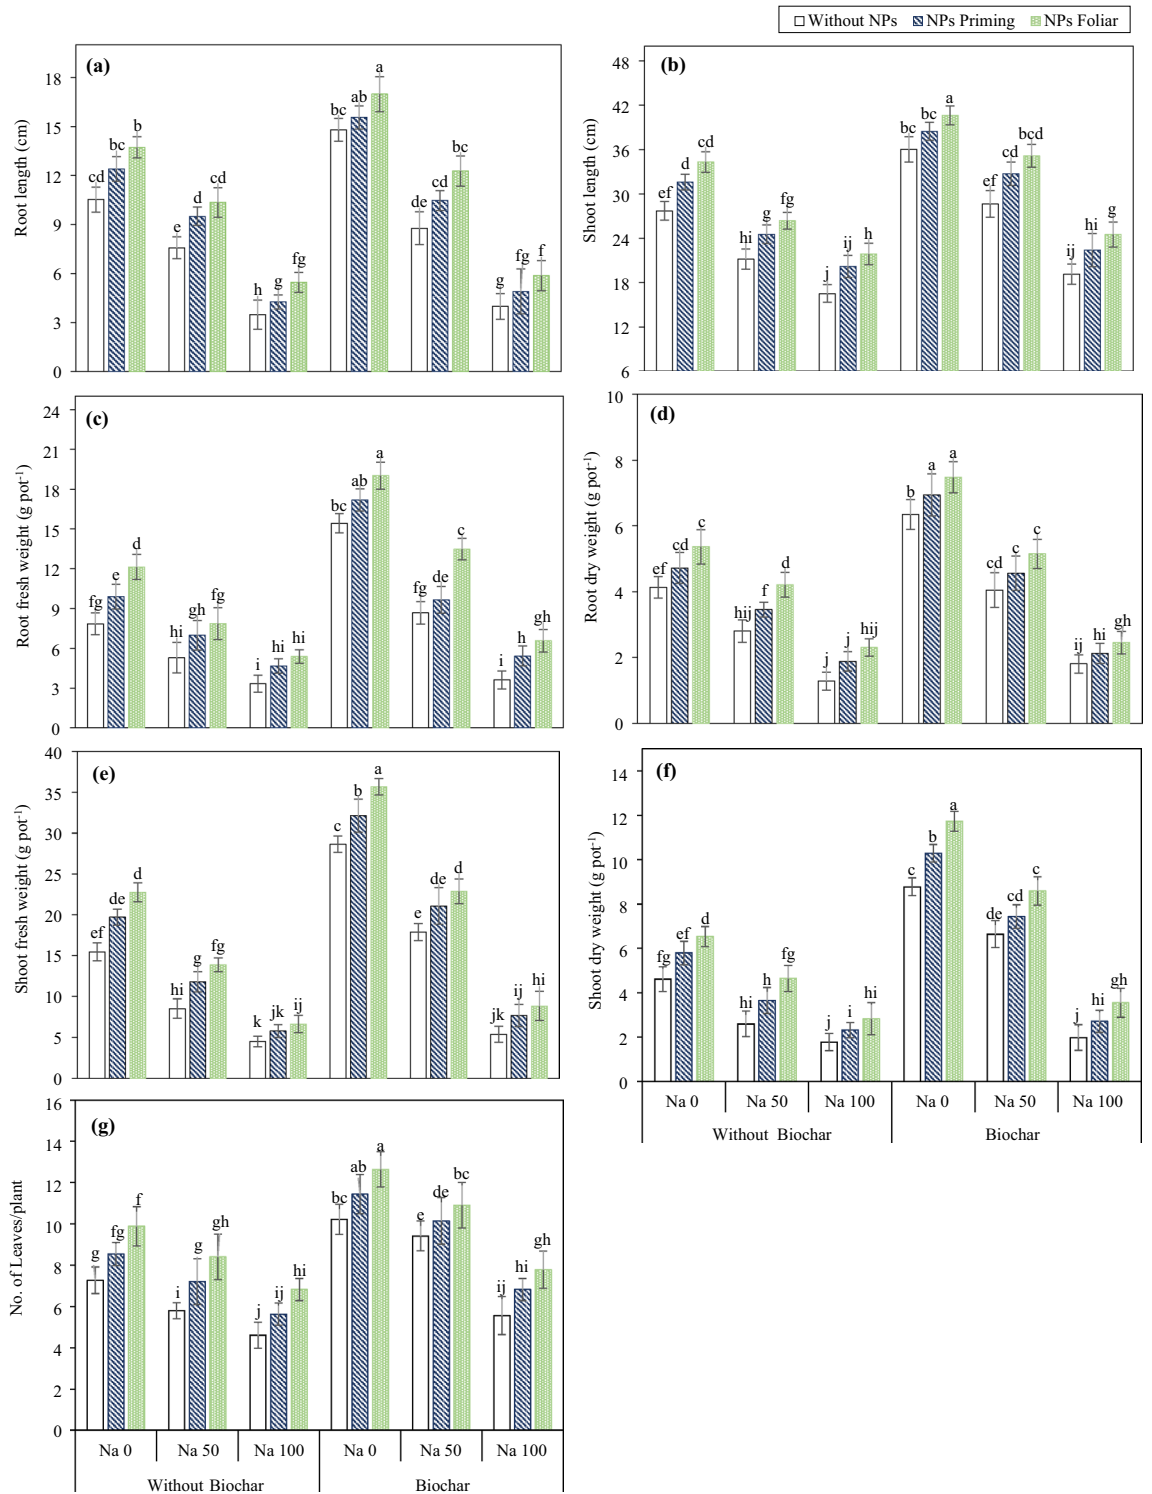 Without NPs NPs Priming NPs Foliar
(a)
Root length (cm)
18
15
12
9
6
3
0
cd bc b
e d cd
h g fg
bc ab a
de cd bc
g fg f
(b)
Shoot length (cm)
48
42
36
30
24
18
12
6
ef d cd
hi g fg
j ij h
bc bc a
ef cd bcd
ij hi g
(c)
Root fresh weight (g pot-1)
24
21
18
15
12
9
6
3
0
fg e d
hi gh fg
i hi hi
bc ab a
fg de c
i h gh
(d)
Root dry weight (g pot-1)
10
8
6
4
2
0
ef cd c
hij f d
j j hij
b a a
cd c c
ij hi gh
(e)
Shoot fresh weight (g pot-1)
40
35
30
25
20
15
10
5
0
ef de d
hi g fg
k jk ij
c b a
e de d
jk ij hi
(f)
Shoot dry weight (g pot-1)
14
12
10
8
6
4
2
0
fg ef d
hi h fg
j i hi
c b a
de cd c
j hi gh
Na 0 Na 50 Na 100 Na 0 Na 50 Na 100
Without Biochar Biochar
(g)
No. of Leaves/plant
16
14
12
10
8
6
4
2
0
g fg f
i g gh
j ij hi
bc ab a
e de bc
ij hi gh
Na 0 Na 50 Na 100 Na 0 Na 50 Na 100
Without Biochar Biochar